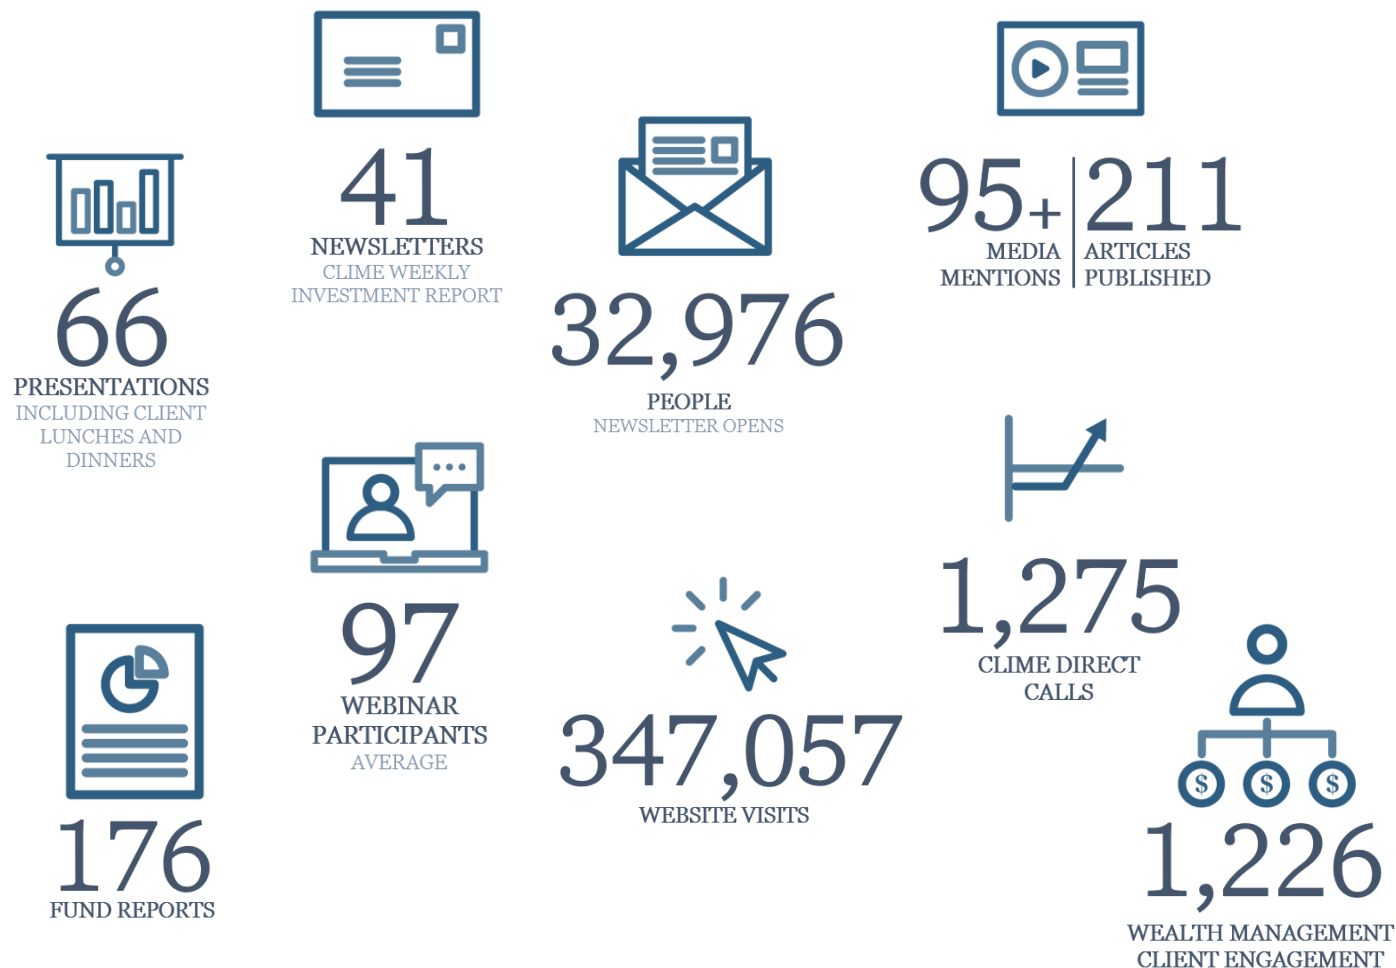 41
NEWSLETTERS
CLIME WEEKLY
INVESTMENT REPORT
66
PRESENTATIONS
INCLUDING CLIENT
LUNCHES AND
DINNERS
32,976
PEOPLE
NEWSLETTER OPENS
95+
MEDIA
MENTIONS
211
ARTICLES
PUBLISHED
97
WEBINAR
PARTICIPANTS
AVERAGE
1,275
CLIME DIRECT
CALLS
176
FUND REPORTS
347,057
WEBSITE VISITS
$ $ $
1,226
WEALTH MANAGEMENT
CLIENT ENGAGEMENT